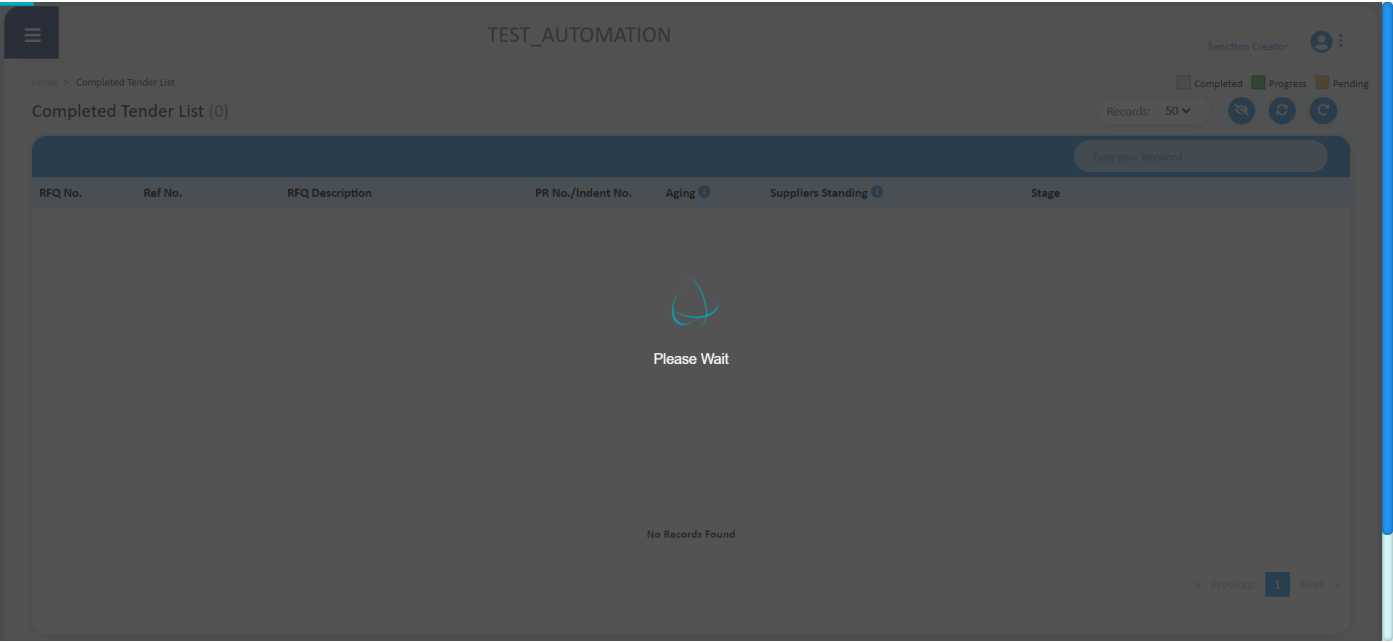 TEST_AUTOMATION
Sanction Creator
Home > Completed Tender List
Completed Progress Pending
Completed Tender List (0)
Records: 50
Type your keyword
RFQ No. Ref No. RFQ Description PR No./Indent No. Aging Suppliers Standing Stage
Please Wait
No Records Found
« Previous 1 Next »